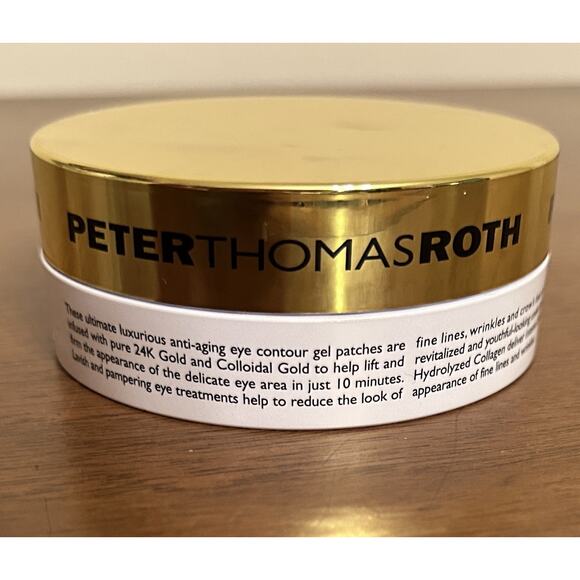 PETERTHOMASROTH
These ultimate luxurious anti-aging eye contour gel patches are
infused with pure 24K Gold and Colloidal Gold to help lift and
firm the appearance of the delicate eye area in just 10 minutes.
Lavish and pampering eye treatments help to reduce the look of
fine lines, wrinkles and crow's
revitalized and youthful-looking
Hydrolyzed Collagen deliver
appearance of fine lines and